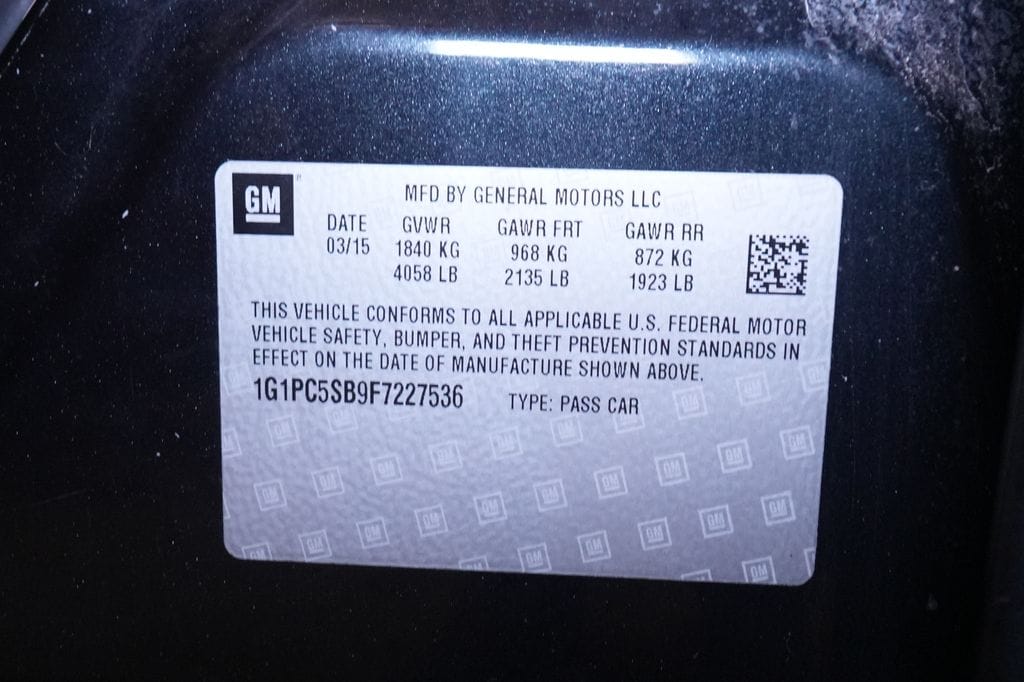 GM
MFD BY GENERAL MOTORS LLC
DATE GVWR GAWR FRT GAWR RR
03/15 1840 KG 968 KG 872 KG
4058 LB 2135 LB 1923 LB
THIS VEHICLE CONFORMS TO ALL APPLICABLE U.S. FEDERAL MOTOR
VEHICLE SAFETY, BUMPER, AND THEFT PREVENTION STANDARDS IN
EFFECT ON THE DATE OF MANUFACTURE SHOWN ABOVE.
1G1PC5SB9F7227536 TYPE: PASS CAR